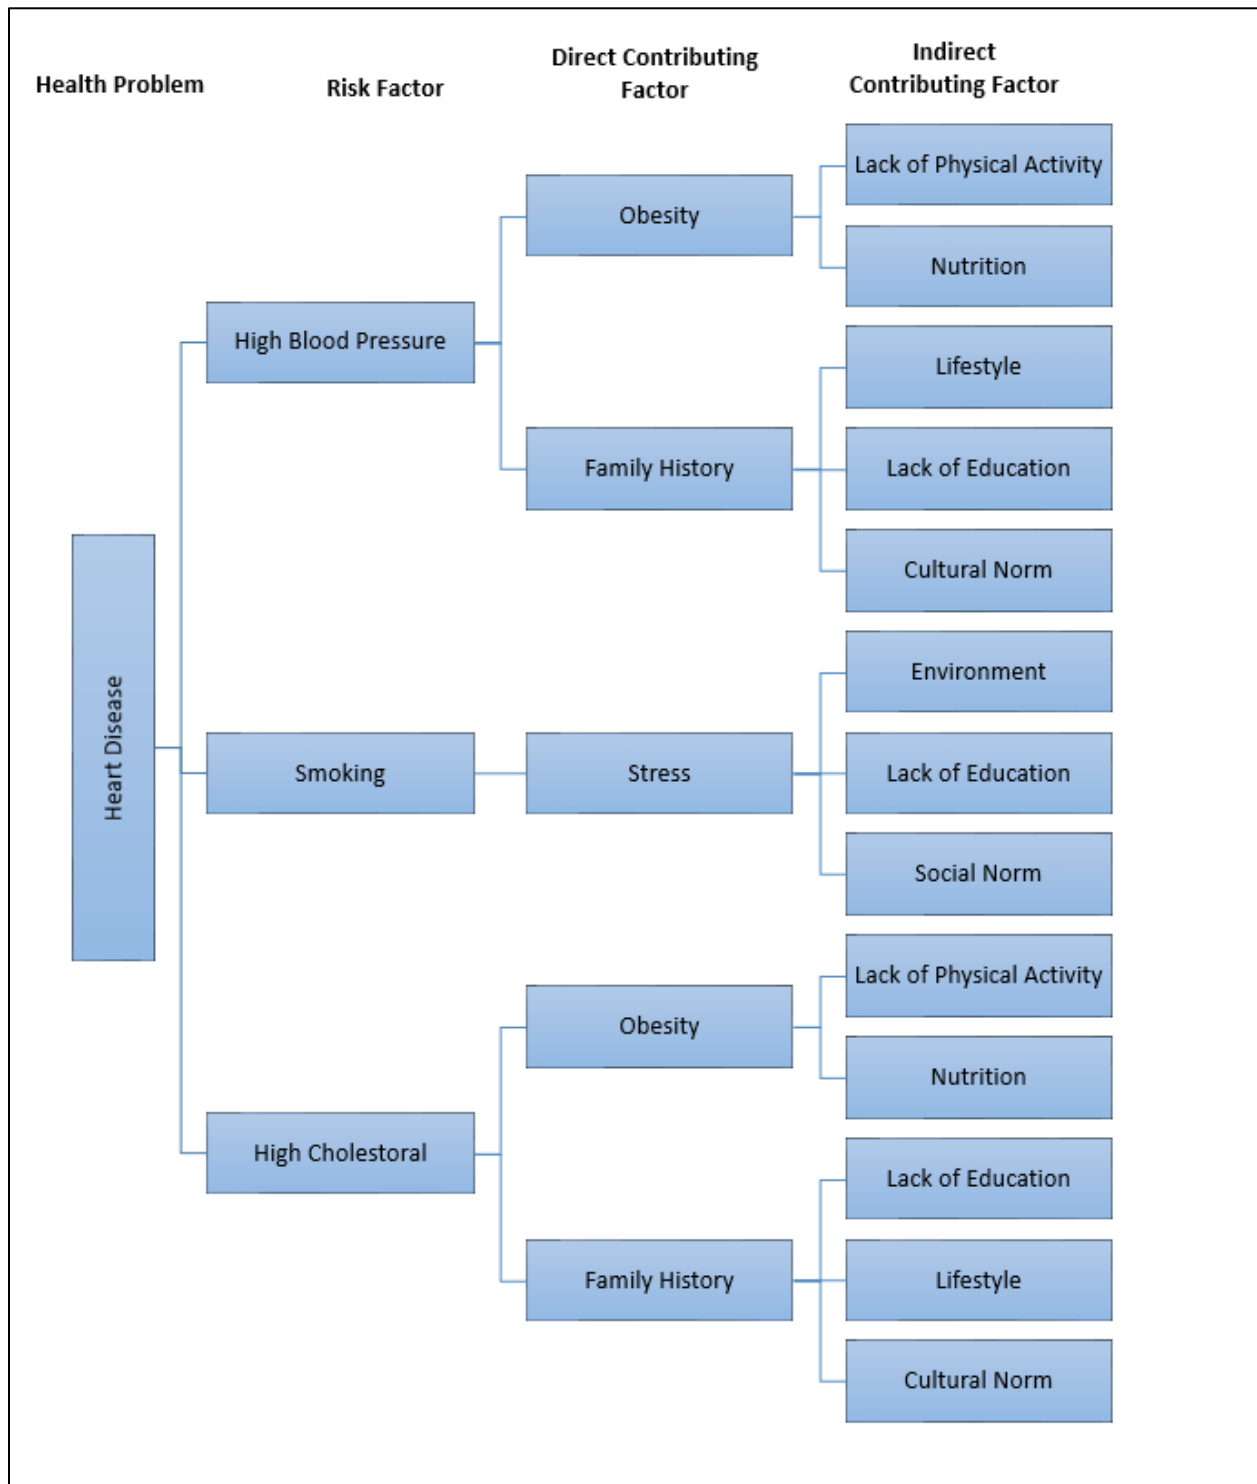 Health Problem
Risk Factor
Direct Contributing
Factor
Indirect
Contributing Factor
Heart Disease
High Blood Pressure
Obesity
Lack of Physical Activity
Nutrition
Family History
Lifestyle
Lack of Education
Cultural Norm
Smoking
Stress
Environment
Lack of Education
Social Norm
High Cholestoral
Obesity
Lack of Physical Activity
Nutrition
Family History
Lack of Education
Lifestyle
Cultural Norm